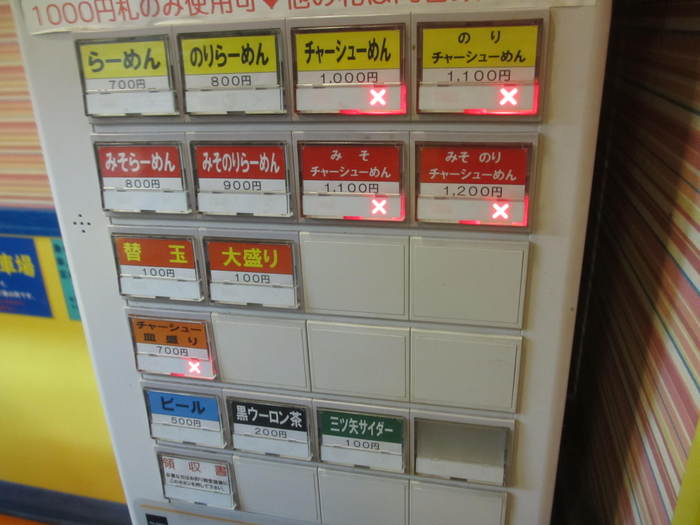 1000円札のみ使用可
らーめん
700円
のりらーめん
800円
チャーシューめん
1,000円
のり
チャーシューめん
1,100円
みそらーめん
800円
みそのりらーめん
900円
みそ
チャーシューめん
1,100円
みそ のり
チャーシューめん
1,200円
替玉
100円
大盛り
100円
チャーシュー
皿盛り
700円
ビール
500円
黒ウーロン茶
200円
三ツ矢サイダー
100円
領収書
車場